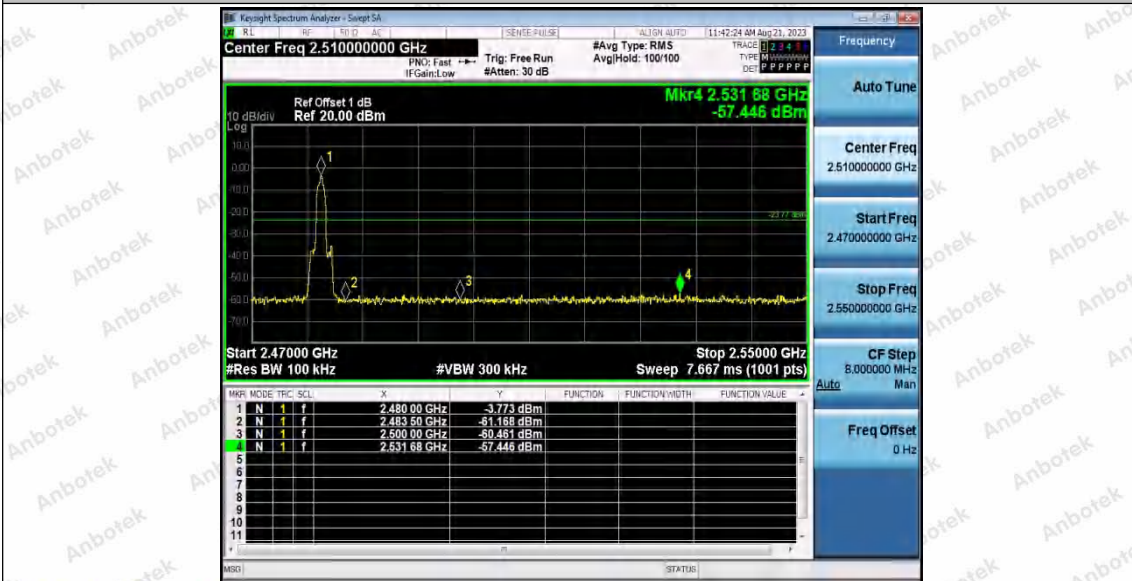 Keysight Spectrum Analyzer - Swept SA
RL RF 50 Ω AC SENSE:PULSE ALIGN AUTO 11:42:24 AM Aug 21, 2023
Center Freq 2.510000000 GHz
PNO: Fast
IFGain:Low
Trig: Free Run
#Atten: 30 dB
#Avg Type: RMS
Avg|Hold: 100/100
TRACE 1 2 3 4 5 6
TYPE M WWWWW
DET P P P P P P
Ref Offset 1 dB
10 dB/div Ref 20.00 dBm
Log
Mkr4 2.531 68 GHz
-57.446 dBm
10.0
0.00
-10.0
-20.0
-30.0
-40.0
-50.0
-60.0
-70.0
1
2
3
4
-23.77 dBm
Start 2.47000 GHz Stop 2.55000 GHz
#Res BW 100 kHz #VBW 300 kHz Sweep 7.667 ms (1001 pts)
MKR MODE TRC SCL X Y FUNCTION FUNCTION WIDTH FUNCTION VALUE
1 N 1 f 2.480 00 GHz -3.773 dBm
2 N 1 f 2.483 50 GHz -61.168 dBm
3 N 1 f 2.500 00 GHz -60.461 dBm
4 N 1 f 2.531 68 GHz -57.446 dBm
5
6
7
8
9
10
11
MSG STATUS
Frequency
Auto Tune
Center Freq
2.510000000 GHz
Start Freq
2.470000000 GHz
Stop Freq
2.550000000 GHz
CF Step
8.000000 MHz
Auto Man
Freq Offset
0 Hz
Anbotek